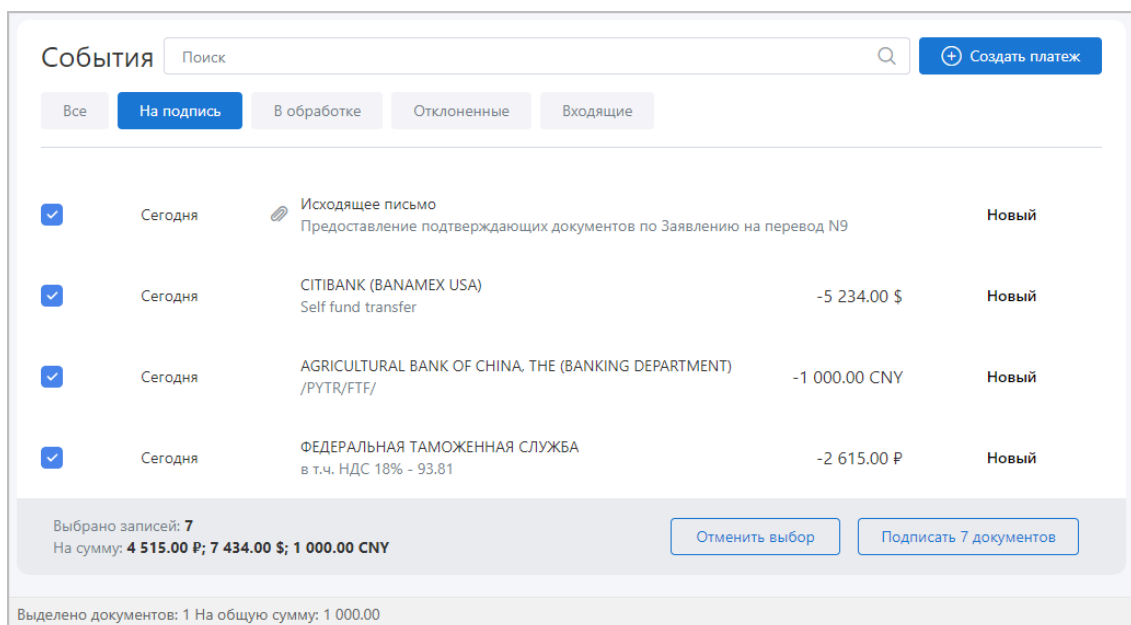 События Поиск Создать платеж
Все На подпись В обработке Отклоненные Входящие
Сегодня Исходящее письмо Новый
Предоставление подтверждающих документов по Заявлению на перевод N9
Сегодня CITIBANK (BANAMEX USA) -5 234.00 $ Новый
Self fund transfer
Сегодня AGRICULTURAL BANK OF CHINA, THE (BANKING DEPARTMENT) -1 000.00 CNY Новый
/PYTR/FTF/
Сегодня ФЕДЕРАЛЬНАЯ ТАМОЖЕННАЯ СЛУЖБА -2 615.00 ₽ Новый
в т.ч. НДС 18% - 93.81
Выбрано записей: 7
На сумму: 4 515.00 ₽; 7 434.00 $; 1 000.00 CNY Отменить выбор Подписать 7 документов
Выделено документов: 1 На общую сумму: 1 000.00